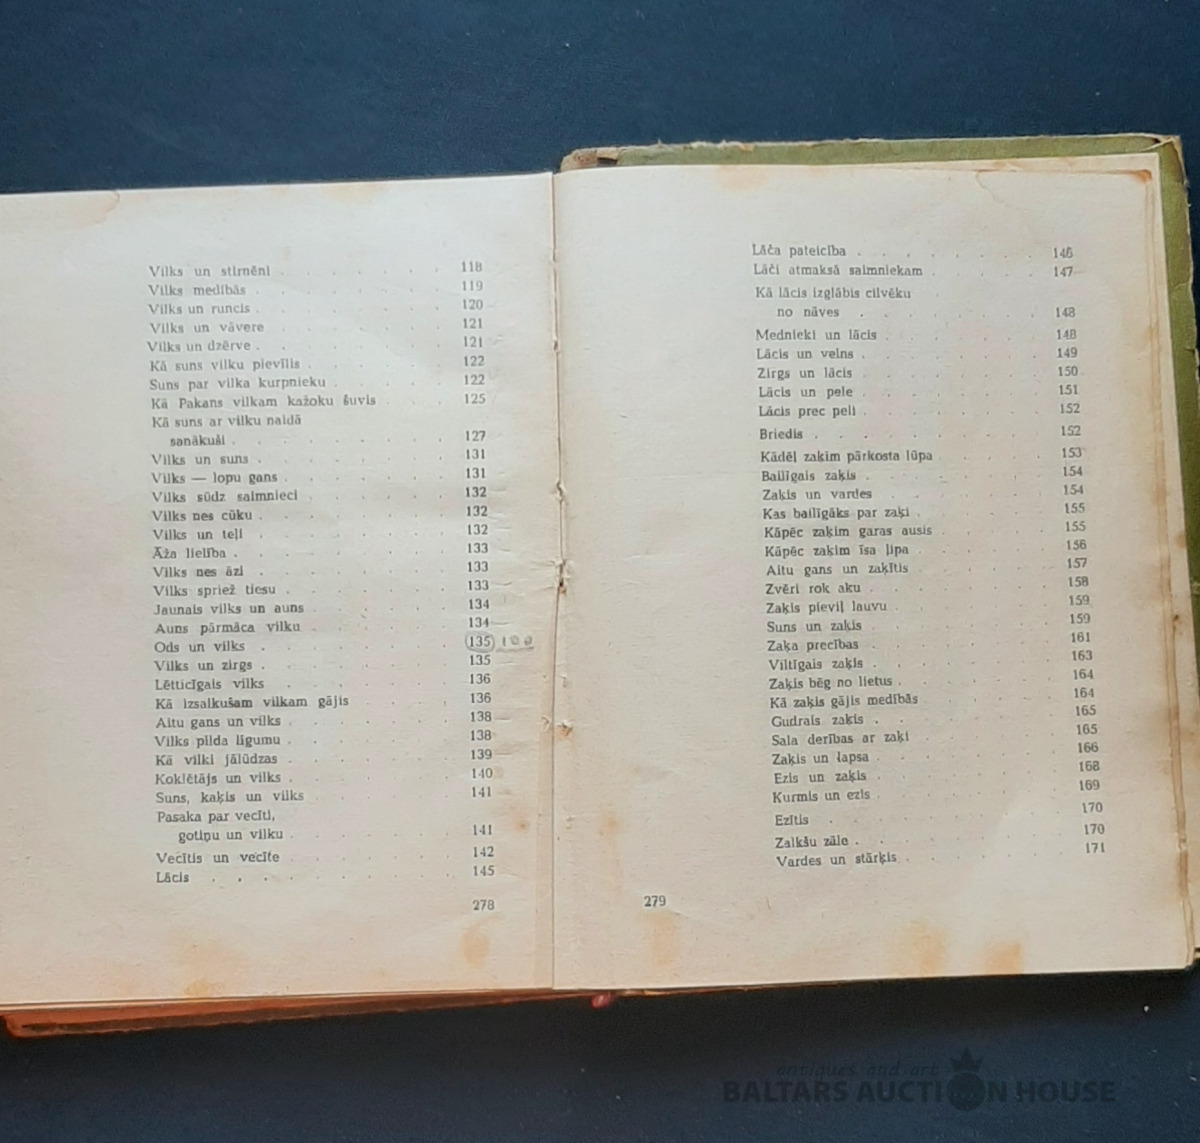 Vilks un stirnēni . . . . . . . 118
Vilks medībās . . . . . . . . 119
Vilks un runcis . . . . . . . . 120
Vilks un vāvere . . . . . . . 121
Vilks un dzērve . . . . . . . . 121
Kā suns vilku pievīlis . . . . . . 122
Suns par vilka kurpnieku . . . . . 122
Kā Pakans vilkam kažoku šuvis . . . 125
Kā suns ar vilku naidā
sanākuši . . . . . . . . . 127
Vilks un suns . . . . . . . . 131
Vilks — lopu gans . . . . . . . 131
Vilks sūdz saimnieci . . . . . . 132
Vilks nes cūku . . . . . . . . 132
Vilks un teļi . . . . . . . . 132
Āža lielība . . . . . . . . . 133
Vilks nes āzi . . . . . . . . 133
Vilks spriež tiesu . . . . . . . 133
Jaunais vilks un auns . . . . . . 134
Auns pārmāca vilku . . . . . . 134
Ods un vilks . . . . . . . . 135 100
Vilks un zirgs . . . . . . . . 135
Lētticīgais vilks . . . . . . . 136
Kā izsalkušam vilkam gājis . . . . 136
Aitu gans un vilks . . . . . . . 138
Vilks pilda līgumu . . . . . . . 138
Kā vilki jālūdzas . . . . . . . 139
Koklētājs un vilks . . . . . . . 140
Suns, kaķis un vilks . . . . . . 141
Pasaka par vecīti,
gotiņu un vilku . . . . . . . 141
Vecītis un vecīte . . . . . . . 142
Lācis . . . . . . . . . . 145
278
Lāča pateicība . . . . . . . . 146
Lāči atmaksā saimniekam . . . . . 147
Kā lācis izglābis cilvēku
no nāves . . . . . . . . 148
Mednieki un lācis . . . . . . . 148
Lācis un velns . . . . . . . . 149
Zirgs un lācis . . . . . . . . 150
Lācis un pele . . . . . . . . 151
Lācis prec peli . . . . . . . . 152
Briedis . . . . . . . . . . 152
Kādēļ zaķim pārkosta lūpa . . . . . 153
Bailīgais zaķis . . . . . . . . 154
Zaķis un vardes . . . . . . . 154
Kas bailīgāks par zaķi . . . . . . 155
Kāpēc zaķim garas ausis . . . . . 155
Kāpēc zaķim īsa ļipa . . . . . . 156
Aitu gans un zaķītis . . . . . . 157
Zvēri rok aku . . . . . . . . 158
Zaķis pieviļ lauvu . . . . . . . 159
Suns un zaķis . . . . . . . . 159
Zaķa precības . . . . . . . . 161
Viltīgais zaķis . . . . . . . . 163
Zaķis bēg no lietus . . . . . . . 164
Kā zaķis gājis medībās . . . . . . 164
Gudrais zaķis . . . . . . . . 165
Sala derības ar zaķi . . . . . . 165
Zaķis un lapsa . . . . . . . . 166
Ezis un zaķis . . . . . . . . 168
Kurmis un ezis . . . . . . . . 169
Ezītis . . . . . . . . . . 170
Zalkšu zāle . . . . . . . . . 170
Vardes un stārķis . . . . . . . 171
279
antiques and art
BALTARS AUCTION HOUSE